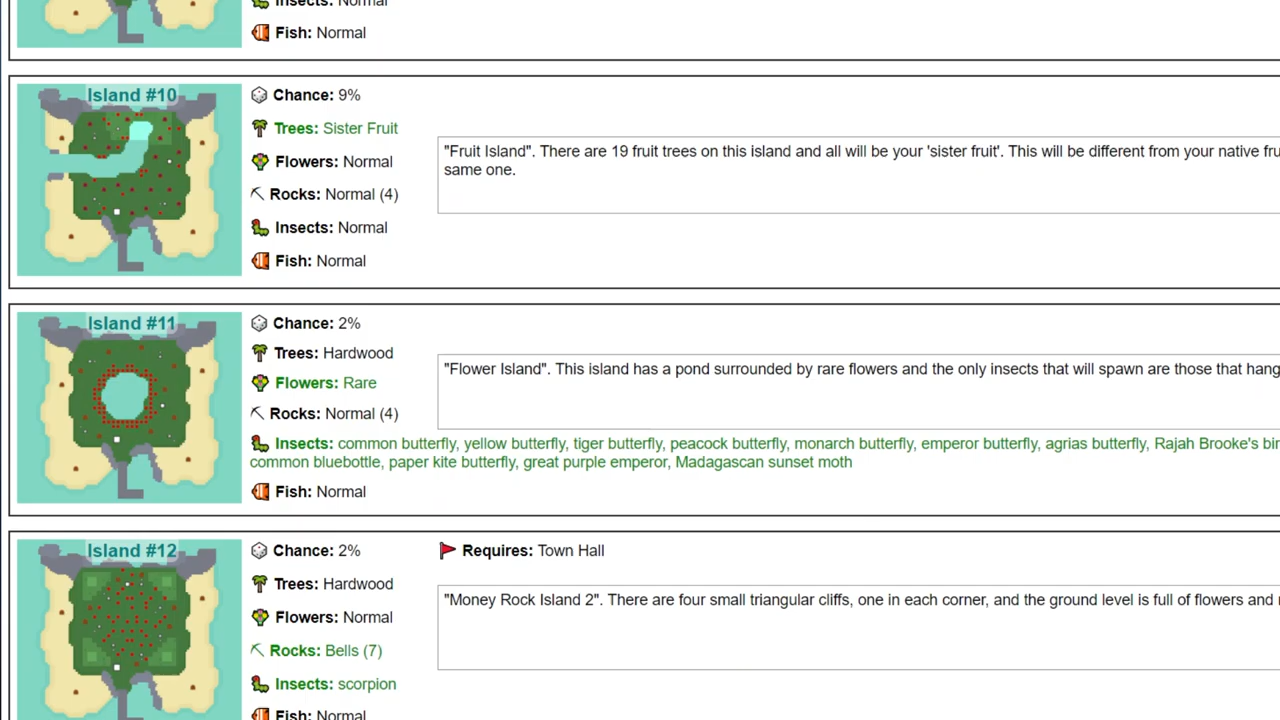 Insects: Normal
Fish: Normal
Island #10
Chance: 9%
Trees: Sister Fruit
Flowers: Normal
Rocks: Normal (4)
Insects: Normal
Fish: Normal
"Fruit Island". There are 19 fruit trees on this island and all will be your 'sister fruit'. This will be different from your native fru
same one.
Island #11
Chance: 2%
Trees: Hardwood
Flowers: Rare
Rocks: Normal (4)
"Flower Island". This island has a pond surrounded by rare flowers and the only insects that will spawn are those that hang
Insects: common butterfly, yellow butterfly, tiger butterfly, peacock butterfly, monarch butterfly, emperor butterfly, agrias butterfly, Rajah Brooke's bir
common bluebottle, paper kite butterfly, great purple emperor, Madagascan sunset moth
Fish: Normal
Island #12
Chance: 2%
Requires: Town Hall
Trees: Hardwood
Flowers: Normal
Rocks: Bells (7)
Insects: scorpion
Fish: Normal
"Money Rock Island 2". There are four small triangular cliffs, one in each corner, and the ground level is full of flowers and